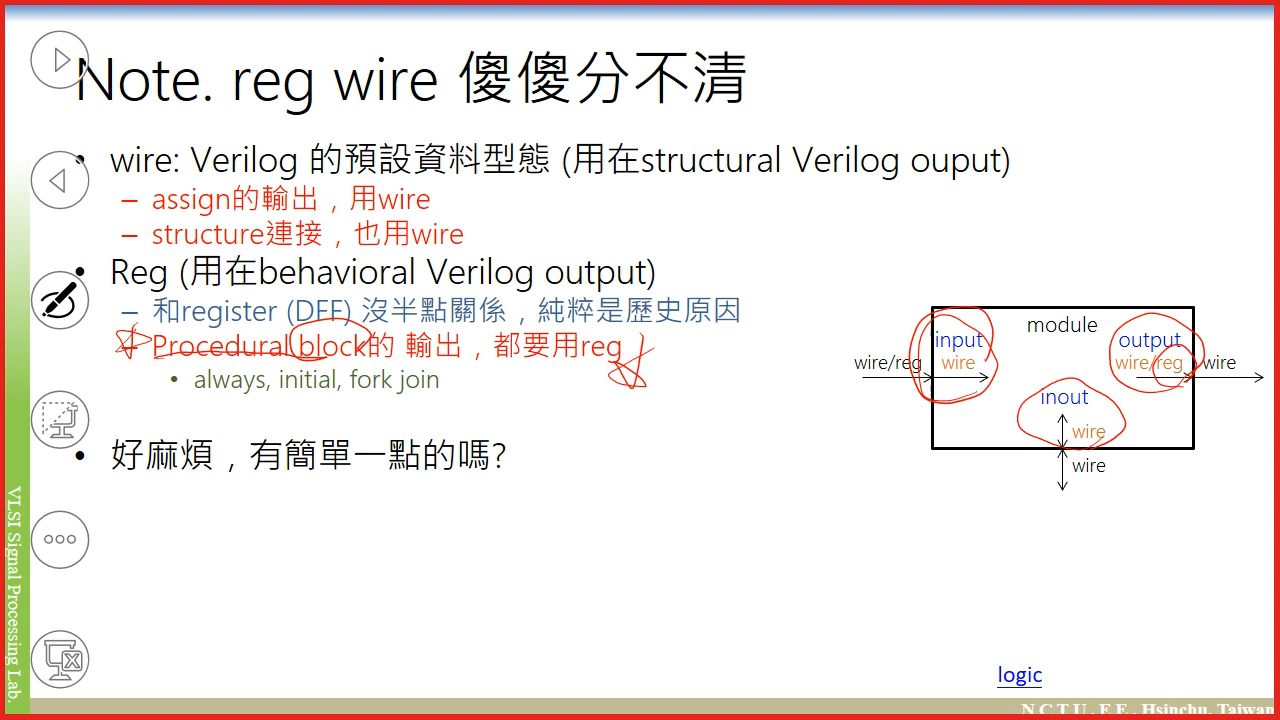 Note. reg wire 傻傻分不清
• wire: Verilog 的預設資料型態 (用在structural Verilog ouput)
– assign的輸出，用wire
– structure連接，也用wire
• Reg (用在behavioral Verilog output)
– 和register (DFF) 沒半點關係，純粹是歷史原因
– Procedural block的 輸出，都要用reg
• always, initial, fork join
• 好麻煩，有簡單一點的嗎?
module
input
output
wire/reg
wire
wire/reg
wire
inout
wire
wire
logic
VLSI Signal Processing Lab.
N C T U . E E , Hsinchu, Taiwan